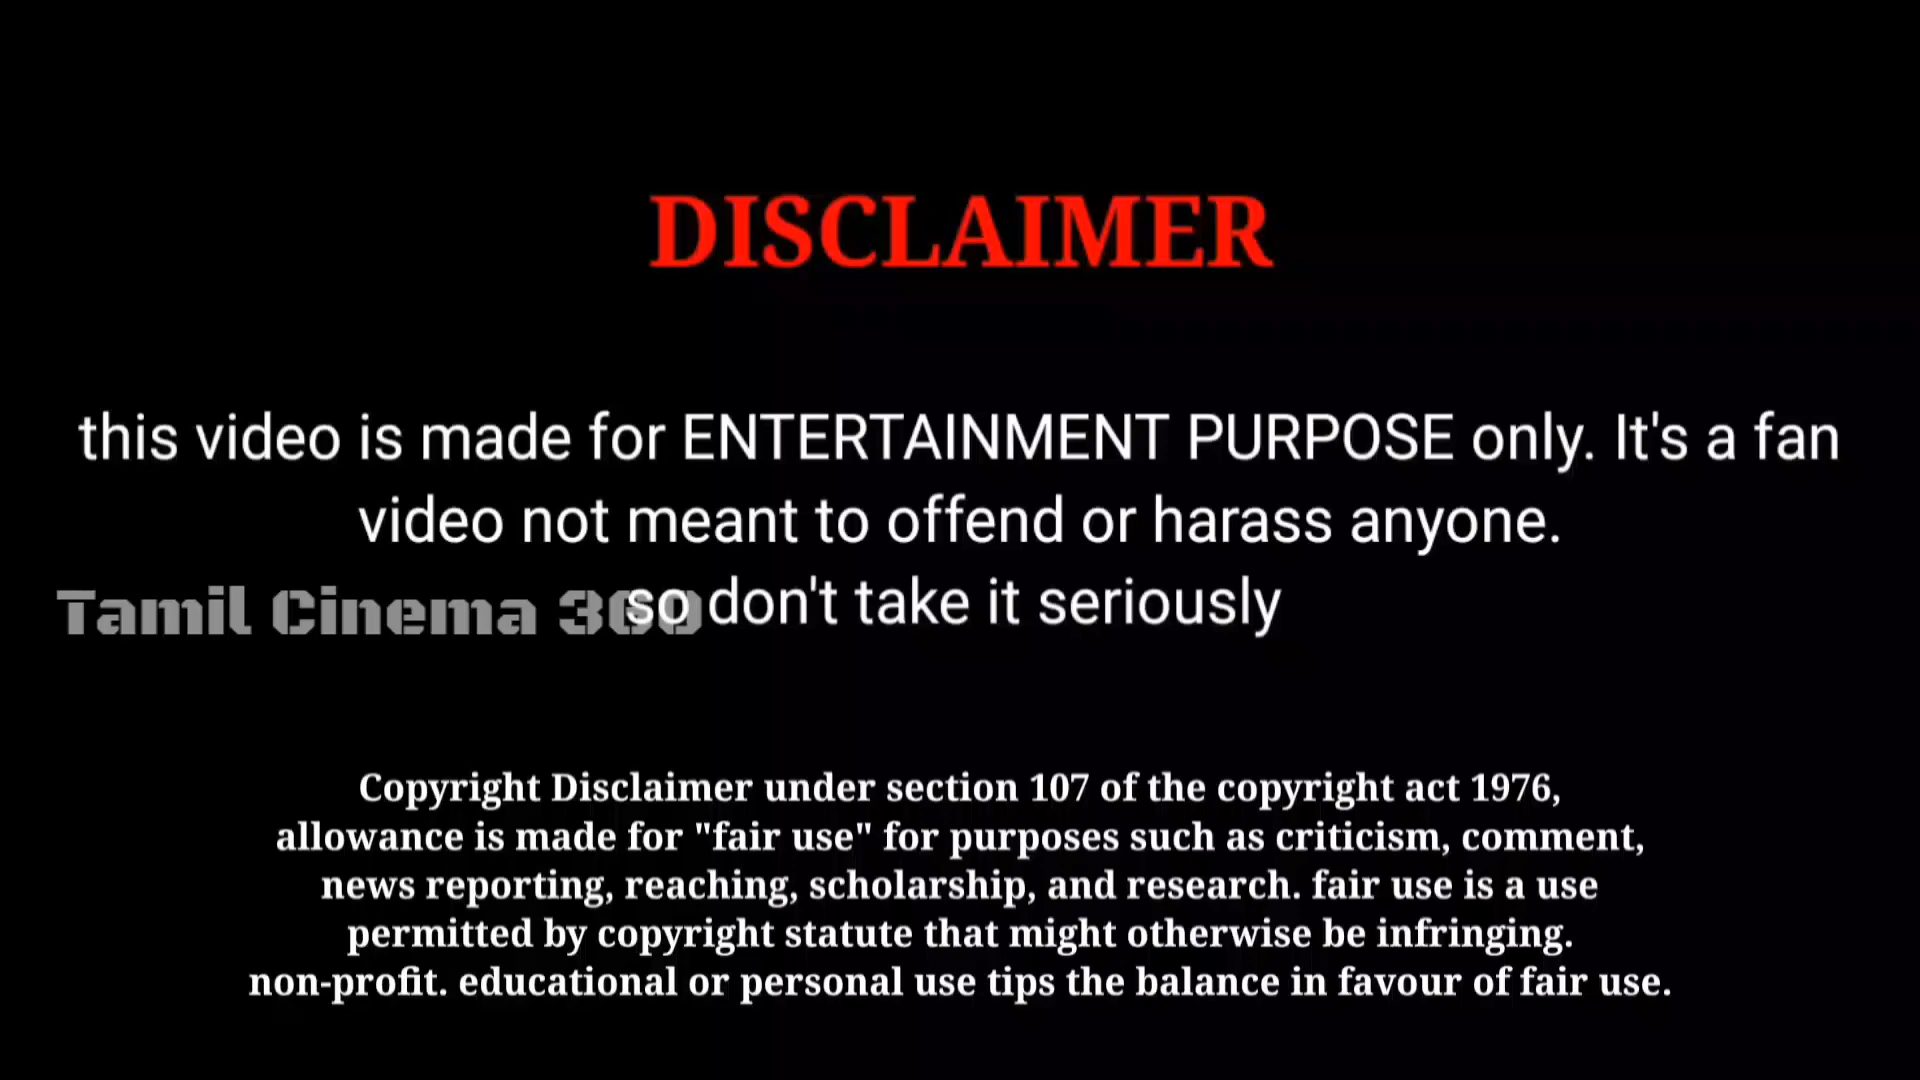 DISCLAIMER
this video is made for ENTERTAINMENT PURPOSE only. It's a fan
video not meant to offend or harass anyone.
so don't take it seriously
Tamil Cinema 360
Copyright Disclaimer under section 107 of the copyright act 1976,
allowance is made for "fair use" for purposes such as criticism, comment,
news reporting, reaching, scholarship, and research. fair use is a use
permitted by copyright statute that might otherwise be infringing.
non-profit. educational or personal use tips the balance in favour of fair use.